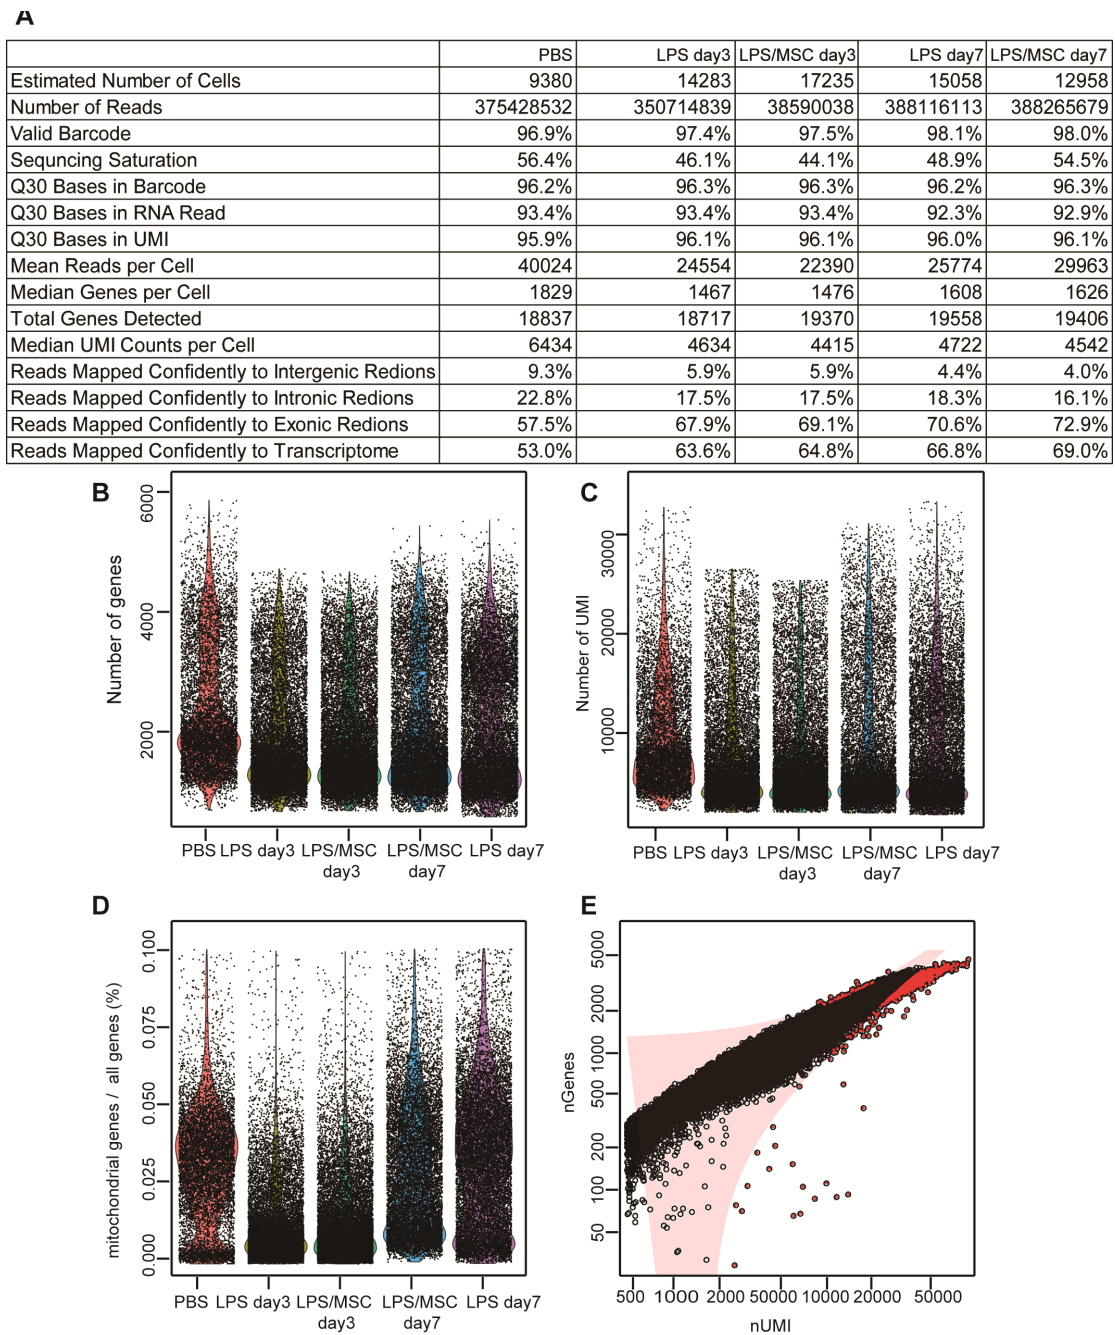 A
PBS LPS day3 LPS/MSC day3 LPS day7 LPS/MSC day7
Estimated Number of Cells 9380 14283 17235 15058 12958
Number of Reads 375428532 350714839 38590038 388116113 388265679
Valid Barcode 96.9% 97.4% 97.5% 98.1% 98.0%
Sequncing Saturation 56.4% 46.1% 44.1% 48.9% 54.5%
Q30 Bases in Barcode 96.2% 96.3% 96.3% 96.2% 96.3%
Q30 Bases in RNA Read 93.4% 93.4% 93.4% 92.3% 92.9%
Q30 Bases in UMI 95.9% 96.1% 96.1% 96.0% 96.1%
Mean Reads per Cell 40024 24554 22390 25774 29963
Median Genes per Cell 1829 1467 1476 1608 1626
Total Genes Detected 18837 18717 19370 19558 19406
Median UMI Counts per Cell 6434 4634 4415 4722 4542
Reads Mapped Confidently to Intergenic Redions 9.3% 5.9% 5.9% 4.4% 4.0%
Reads Mapped Confidently to Intronic Redions 22.8% 17.5% 17.5% 18.3% 16.1%
Reads Mapped Confidently to Exonic Redions 57.5% 67.9% 69.1% 70.6% 72.9%
Reads Mapped Confidently to Transcriptome 53.0% 63.6% 64.8% 66.8% 69.0%
B
Number of genes
6000
4000
2000
PBS LPS day3 LPS/MSC day3 LPS/MSC day7 LPS day7
C
Number of UMI
30000
20000
10000
PBS LPS day3 LPS/MSC day3 LPS/MSC day7 LPS day7
D
mitochondrial genes / all genes (%)
0.100
0.075
0.050
0.025
0.000
PBS LPS day3 LPS/MSC day3 LPS/MSC day7 LPS day7
E
nGenes
5000
2000
1000
500
200
100
50
500 1000 2000 5000 10000 20000 50000
nUMI